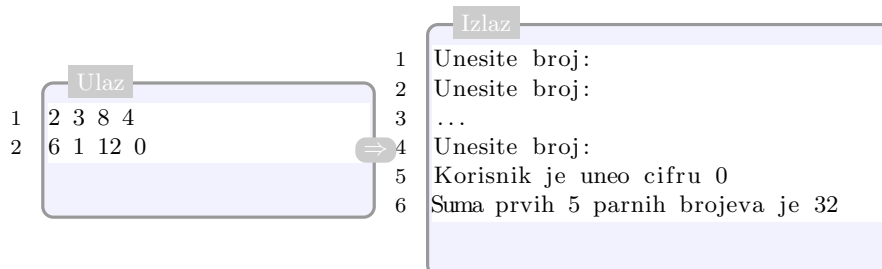 Ulaz
1 2 3 8 4
2 6 1 12 0
⇒
Izlaz
1 Unesite broj:
2 Unesite broj:
3 ...
4 Unesite broj:
5 Korisnik je uneo cifru 0
6 Suma prvih 5 parnih brojeva je 32